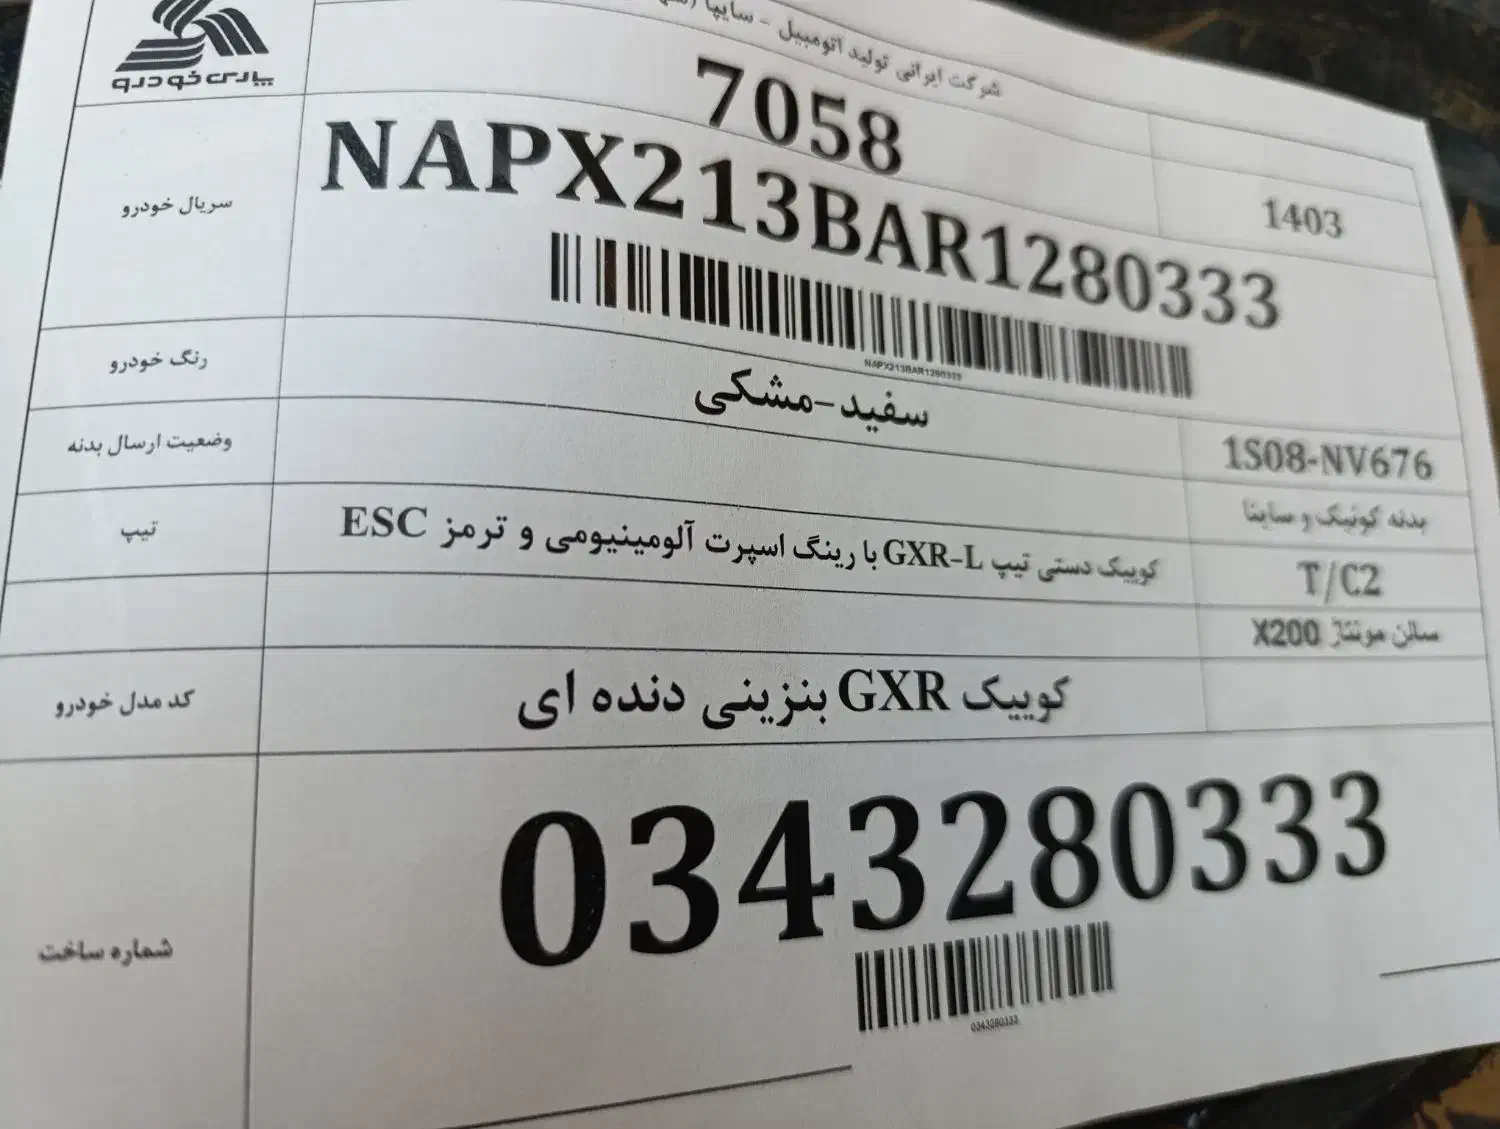 شرکت ایرانی تولید اتومبیل - سایپا
پارس خودرو
7058
1403
سریال خودرو
NAPX213BAR1280333
NAPX213BAR1280333
رنگ خودرو
سفید-مشکی
1S08-NV676
وضعیت ارسال بدنه
بدنه کوئیک و ساینا
تیپ
کوییک دستی تیپ GXR-L با رینگ اسپرت آلومینیومی و ترمز ESC
T/C2
سالن مونتاژ X200
کد مدل خودرو
کوییک GXR بنزینی دنده ای
شماره ساخت
0343280333
0343280333